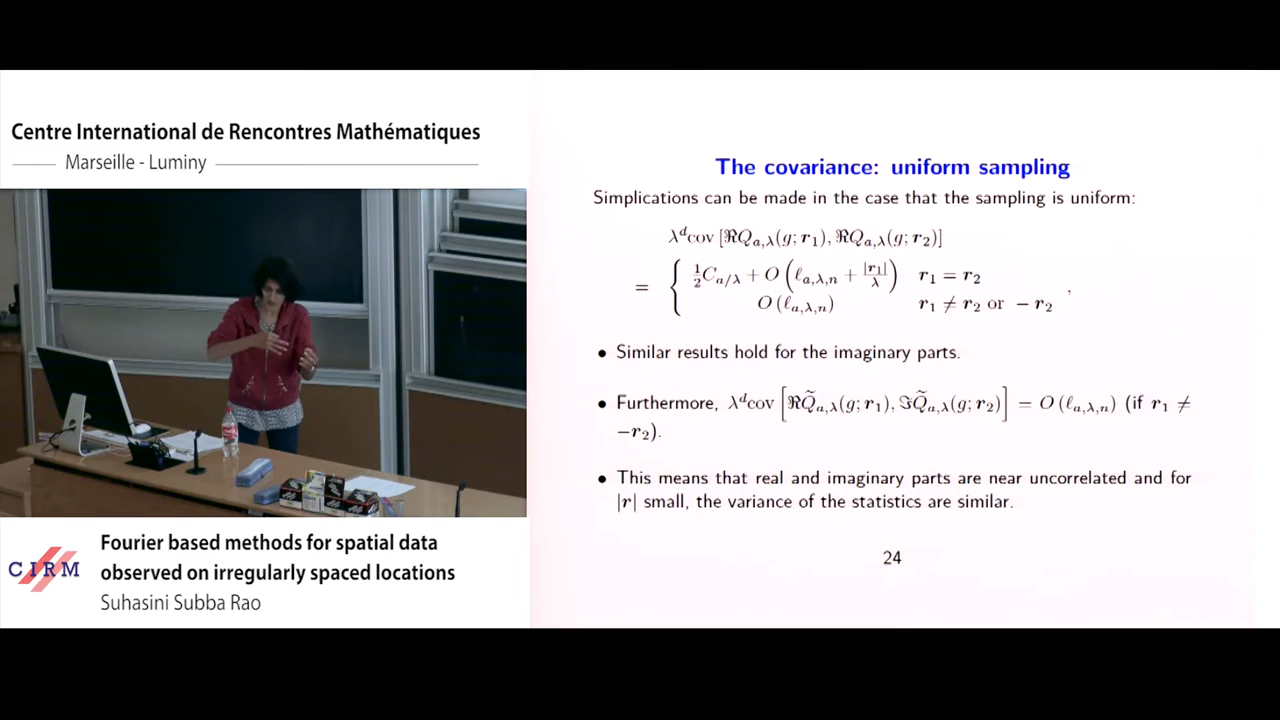 Centre International de Rencontres Mathématiques
Marseille - Luminy
The covariance: uniform sampling
Simplications can be made in the case that the sampling is uniform:
λ^d cov [ℜQ_{a,λ}(g; r_1), ℜQ_{a,λ}(g; r_2)]
= { 1/2 C_{a/λ} + O(ℓ_{a,λ,n} + |r_1|/λ) r_1 = r_2
O(ℓ_{a,λ,n}) r_1 ≠ r_2 or − r_2 ,
• Similar results hold for the imaginary parts.
• Furthermore, λ^d cov [ℜQ̃_{a,λ}(g; r_1), ℑQ̃_{a,λ}(g; r_2)] = O(ℓ_{a,λ,n}) (if r_1 ≠
−r_2).
• This means that real and imaginary parts are near uncorrelated and for
|r| small, the variance of the statistics are similar.
24
CIRM
Fourier based methods for spatial data
observed on irregularly spaced locations
Suhasini Subba Rao